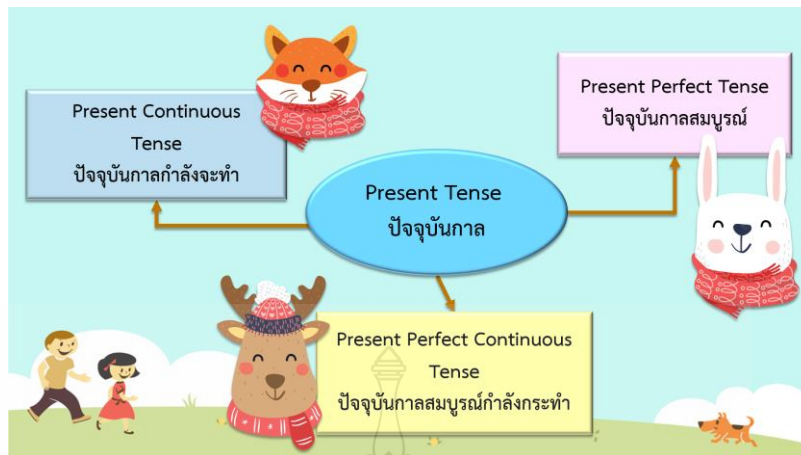 Present Continuous
Tense
ปัจจุบันกาลกำลังจะทำ
Present Perfect Tense
ปัจจุบันกาลสมบูรณ์
Present Tense
ปัจจุบันกาล
Present Perfect Continuous
Tense
ปัจจุบันกาลสมบูรณ์กำลังกระทำ